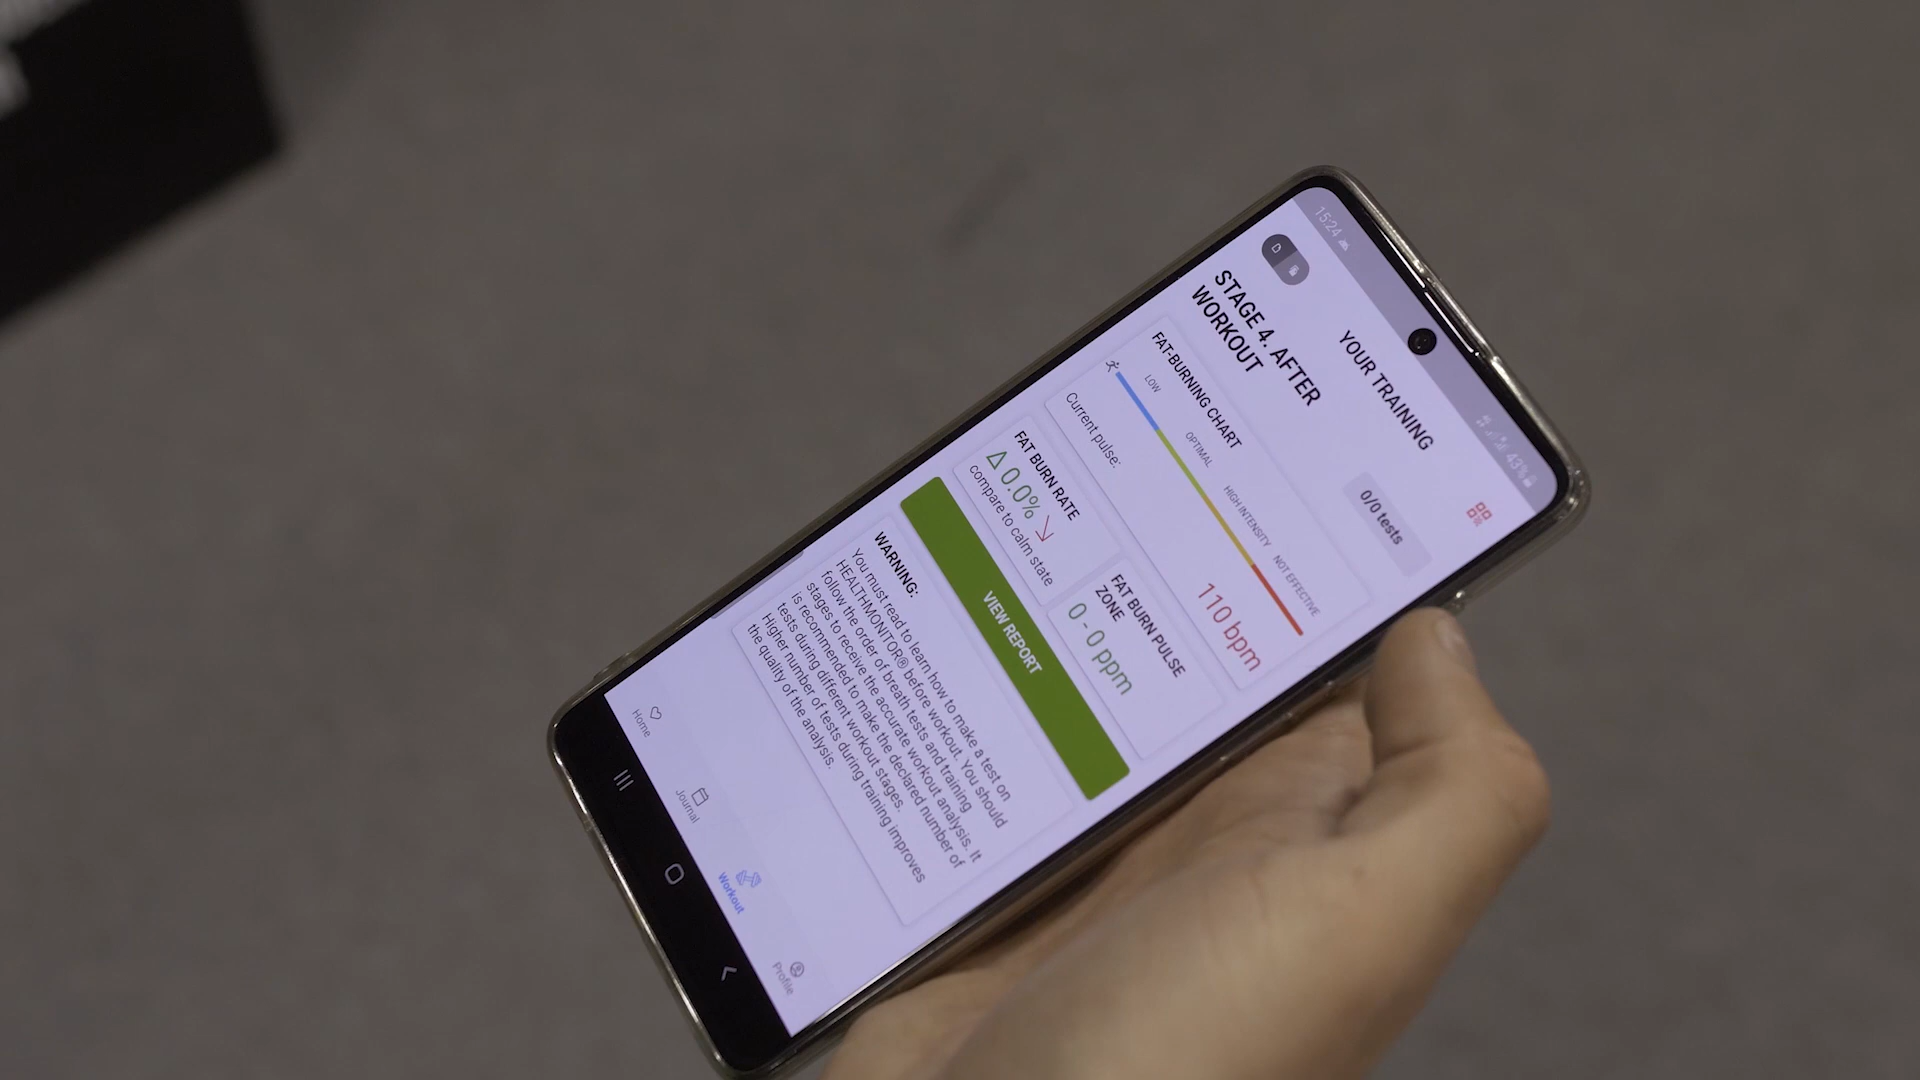 15:24
43%
YOUR TRAINING
STAGE 4. AFTER
WORKOUT
0/0 tests
FAT-BURNING CHART
LOW
OPTIMAL
HIGH INTENSITY
NOT EFFECTIVE
Current pulse:
110 bpm
FAT BURN RATE
Δ 0.0%
compare to calm state
FAT BURN PULSE
ZONE
0 - 0 ppm
VIEW REPORT
WARNING:
You must read to learn how to make a test on
HEALTHMONITOR® before workout. You should
follow the order of breath tests and training
stages to receive the accurate workout analysis. It
is recommended to make the declared number of
tests during different workout stages.
Higher number of tests during training improves
the quality of the analysis.
Home
Journal
Workout
Profile